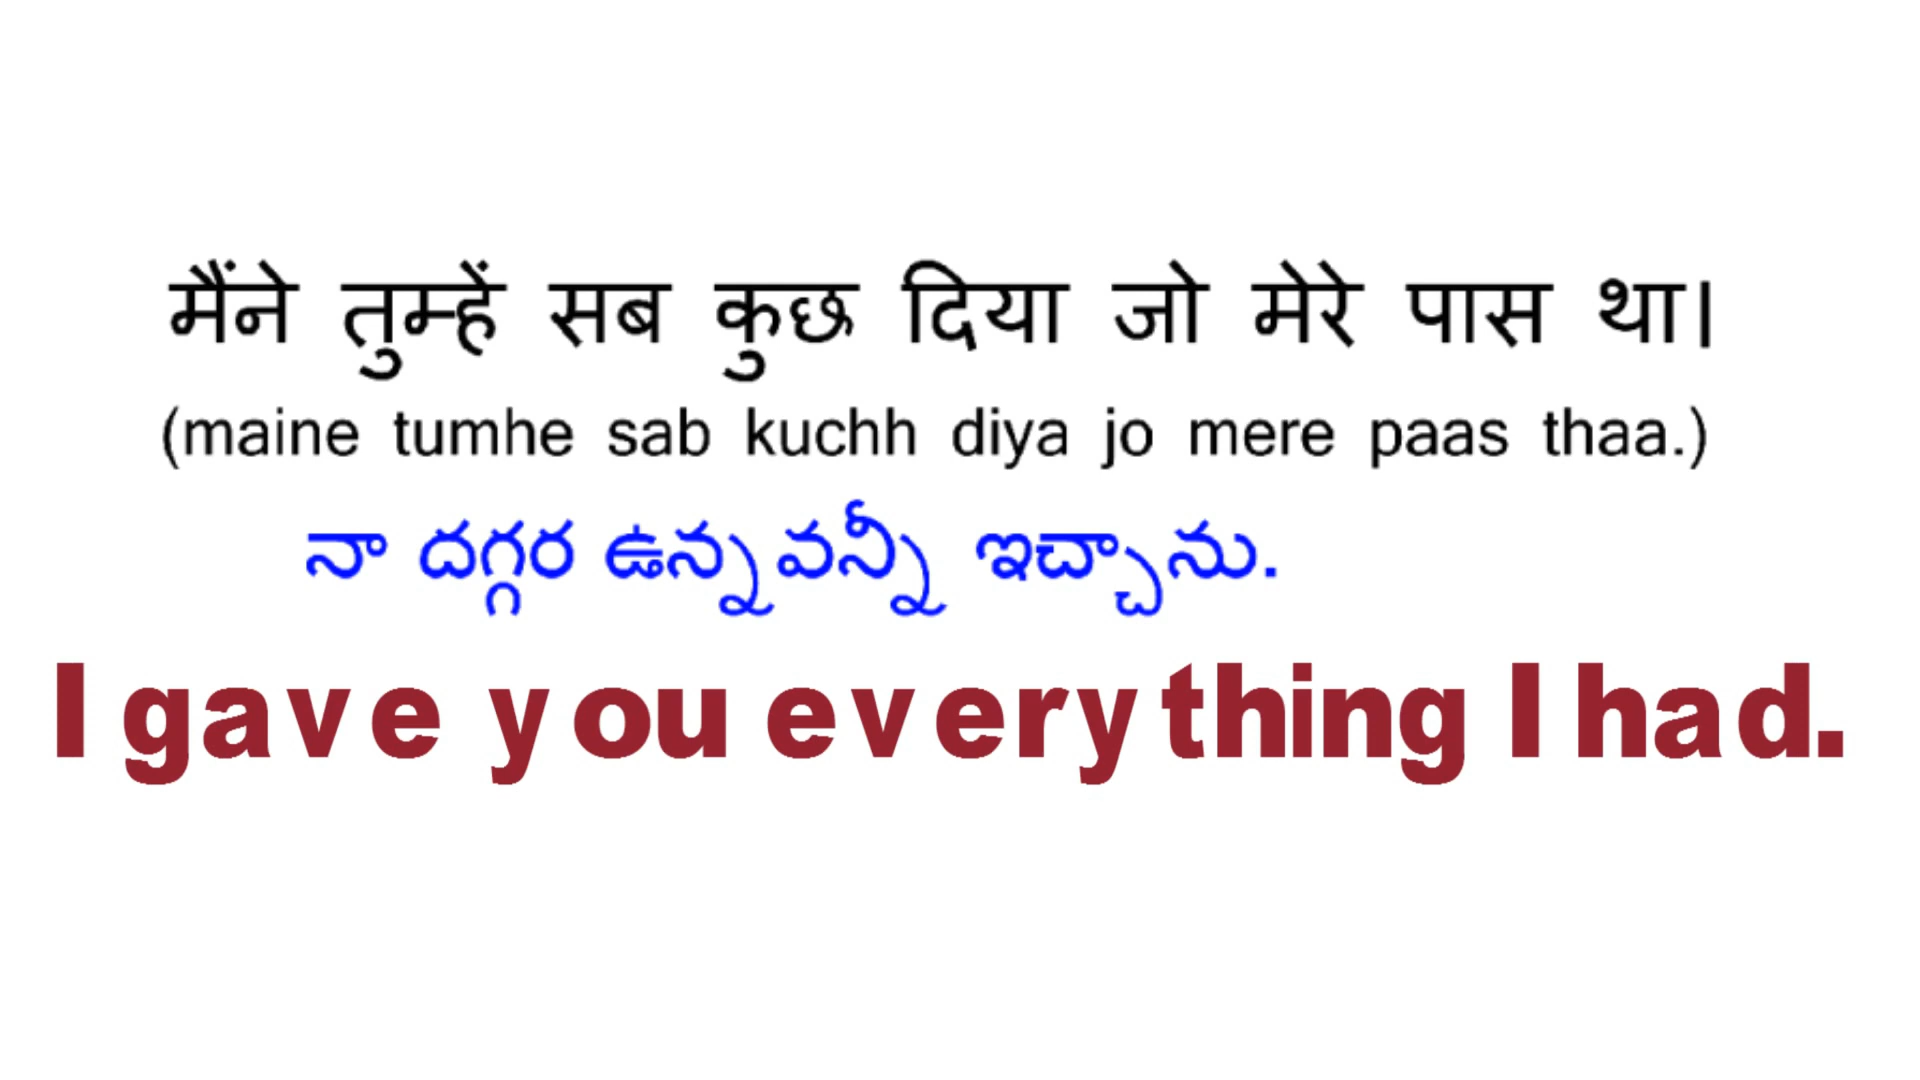 मैंने तुम्हें सब कुछ दिया जो मेरे पास था।
(maine tumhe sab kuchh diya jo mere paas thaa.)
నా దగ్గర ఉన్నవన్నీ ఇచ్చాను.
I gave you everything I had.